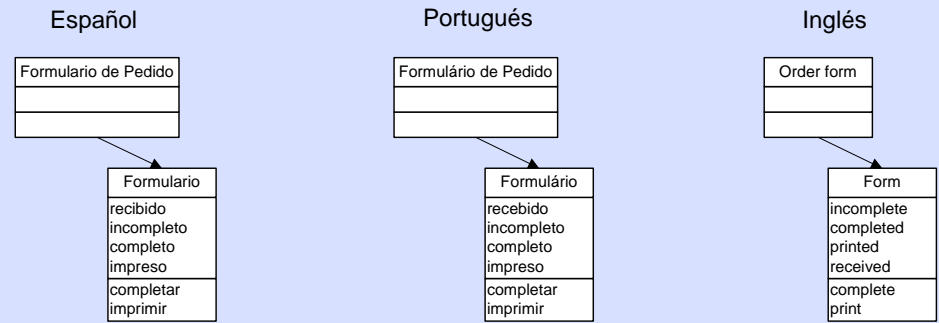 Español
Formulario de Pedido
Formulario
recibido
incompleto
completo
impreso
completar
imprimir
Portugués
Formulário de Pedido
Formulário
recebido
incompleto
completo
impreso
completar
imprimir
Inglés
Order form
Form
incomplete
completed
printed
received
complete
print